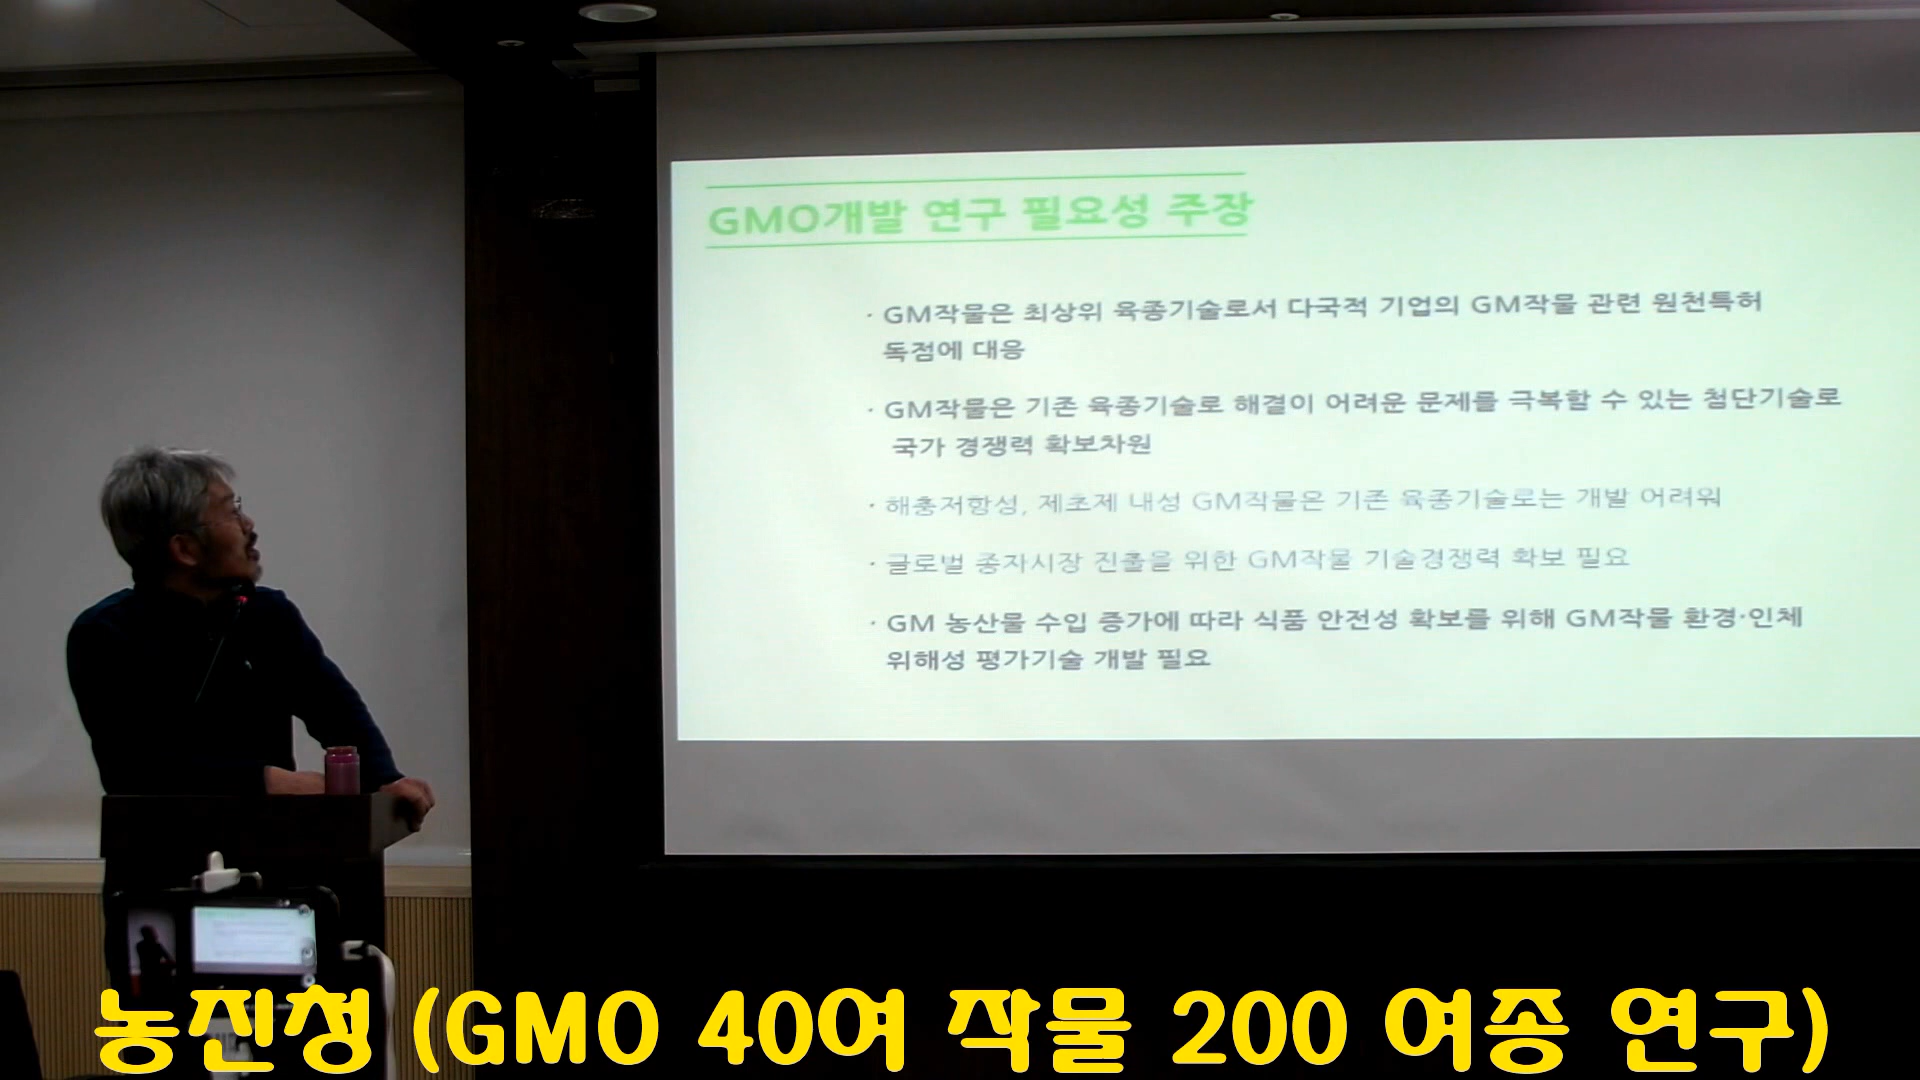 GMO개발 연구 필요성 주장
· GM작물은 최상위 육종기술로서 다국적 기업의 GM작물 관련 원천특허
독점에 대응
· GM작물은 기존 육종기술로 해결이 어려운 문제를 극복할 수 있는 첨단기술로
국가 경쟁력 확보차원
· 해충저항성, 제초제 내성 GM작물은 기존 육종기술로는 개발 어려워
· 글로벌 종자시장 진출을 위한 GM작물 기술경쟁력 확보 필요
· GM 농산물 수입 증가에 따라 식품 안전성 확보를 위해 GM작물 환경·인체
위해성 평가기술 개발 필요
농진청 (GMO 40여 작물 200 여종 연구)